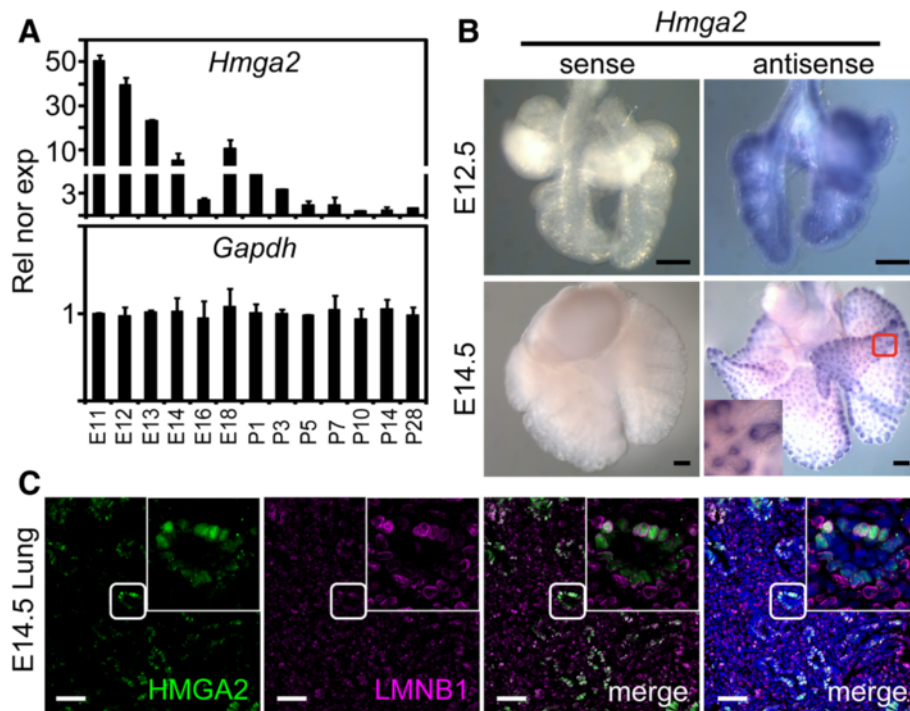 A
Hmga2
50
30
10
3
Rel nor exp
Gapdh
1
E11 E12 E13 E14 E16 E18 P1 P3 P5 P7 P10 P14 P28
B
Hmga2
sense antisense
E12.5
E14.5
C
E14.5 Lung
HMGA2 LMNB1 merge merge